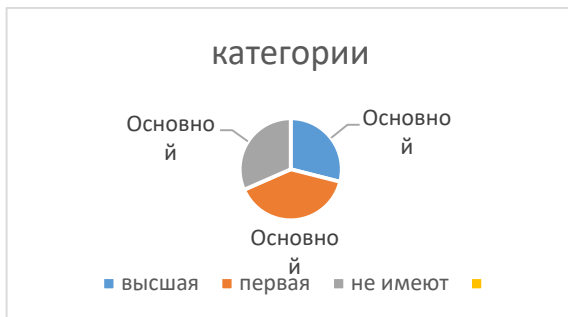 категории
Основно
й
Основно
й
Основно
й
высшая первая не имеют